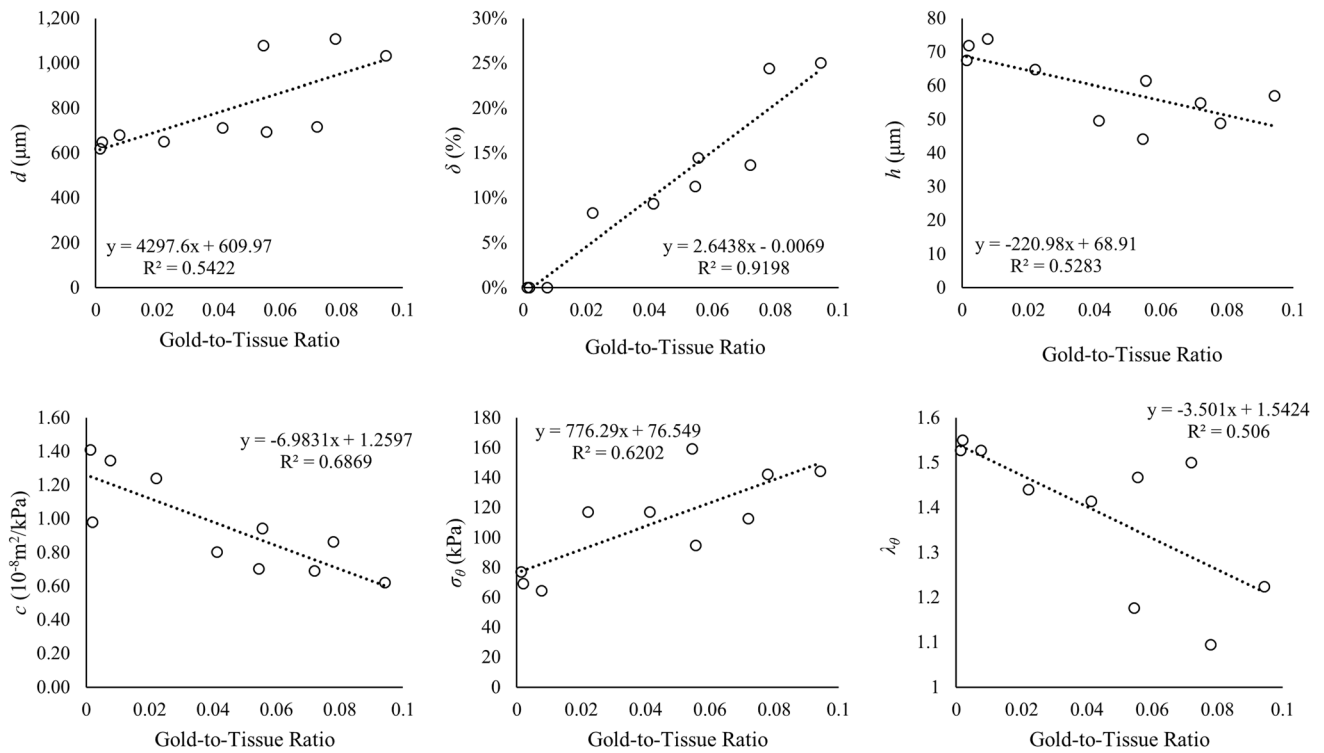 1,200
1,000
800
600
400
200
0
d (µm)
y = 4297.6x + 609.97
R² = 0.5422
0 0.02 0.04 0.06 0.08 0.1
Gold-to-Tissue Ratio
30%
25%
20%
15%
10%
5%
0%
δ (%)
y = 2.6438x - 0.0069
R² = 0.9198
0 0.02 0.04 0.06 0.08 0.1
Gold-to-Tissue Ratio
80
70
60
50
40
30
20
10
0
h (µm)
y = -220.98x + 68.91
R² = 0.5283
0 0.02 0.04 0.06 0.08 0.1
Gold-to-Tissue Ratio
1.60
1.40
1.20
1.00
0.80
0.60
0.40
0.20
0.00
c (10⁻⁸m²/kPa)
y = -6.9831x + 1.2597
R² = 0.6869
0 0.02 0.04 0.06 0.08 0.1
Gold-to-Tissue Ratio
180
160
140
120
100
80
60
40
20
0
σθ (kPa)
y = 776.29x + 76.549
R² = 0.6202
0 0.02 0.04 0.06 0.08 0.1
Gold-to-Tissue Ratio
1.6
1.5
1.4
1.3
1.2
1.1
1
λθ
y = -3.501x + 1.5424
R² = 0.506
0 0.02 0.04 0.06 0.08 0.1
Gold-to-Tissue Ratio